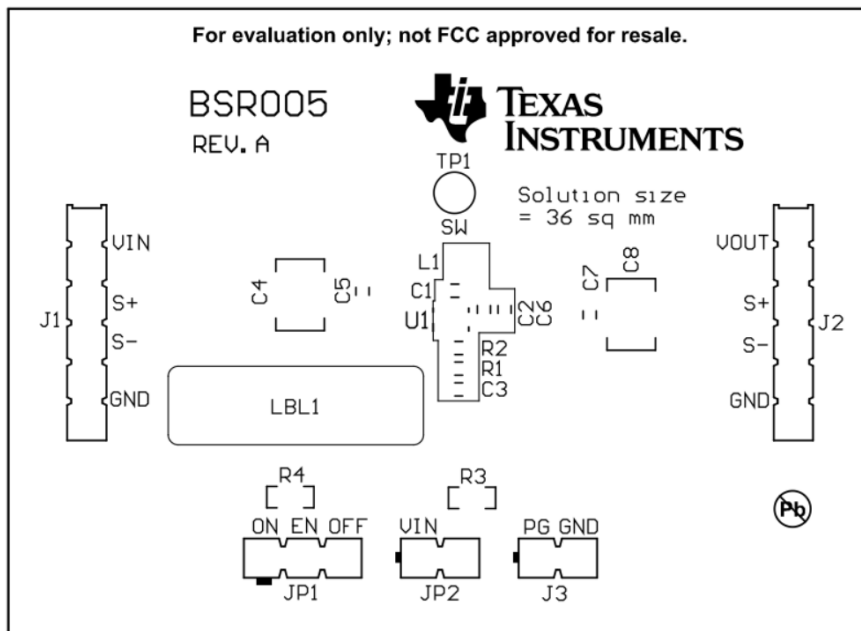 For evaluation only; not FCC approved for resale.
BSR005
REV. A
TEXAS
INSTRUMENTS
TP1
SW
Solution size
= 36 sq mm
J1
VIN
S+
S-
GND
C4
C5
L1
C1
U1
C2
C6
R2
R1
C3
C7
C8
VOUT
S+
S-
GND
J2
LBL1
R4
R3
ON EN OFF
VIN
PG GND
JP1
JP2
J3
Pb